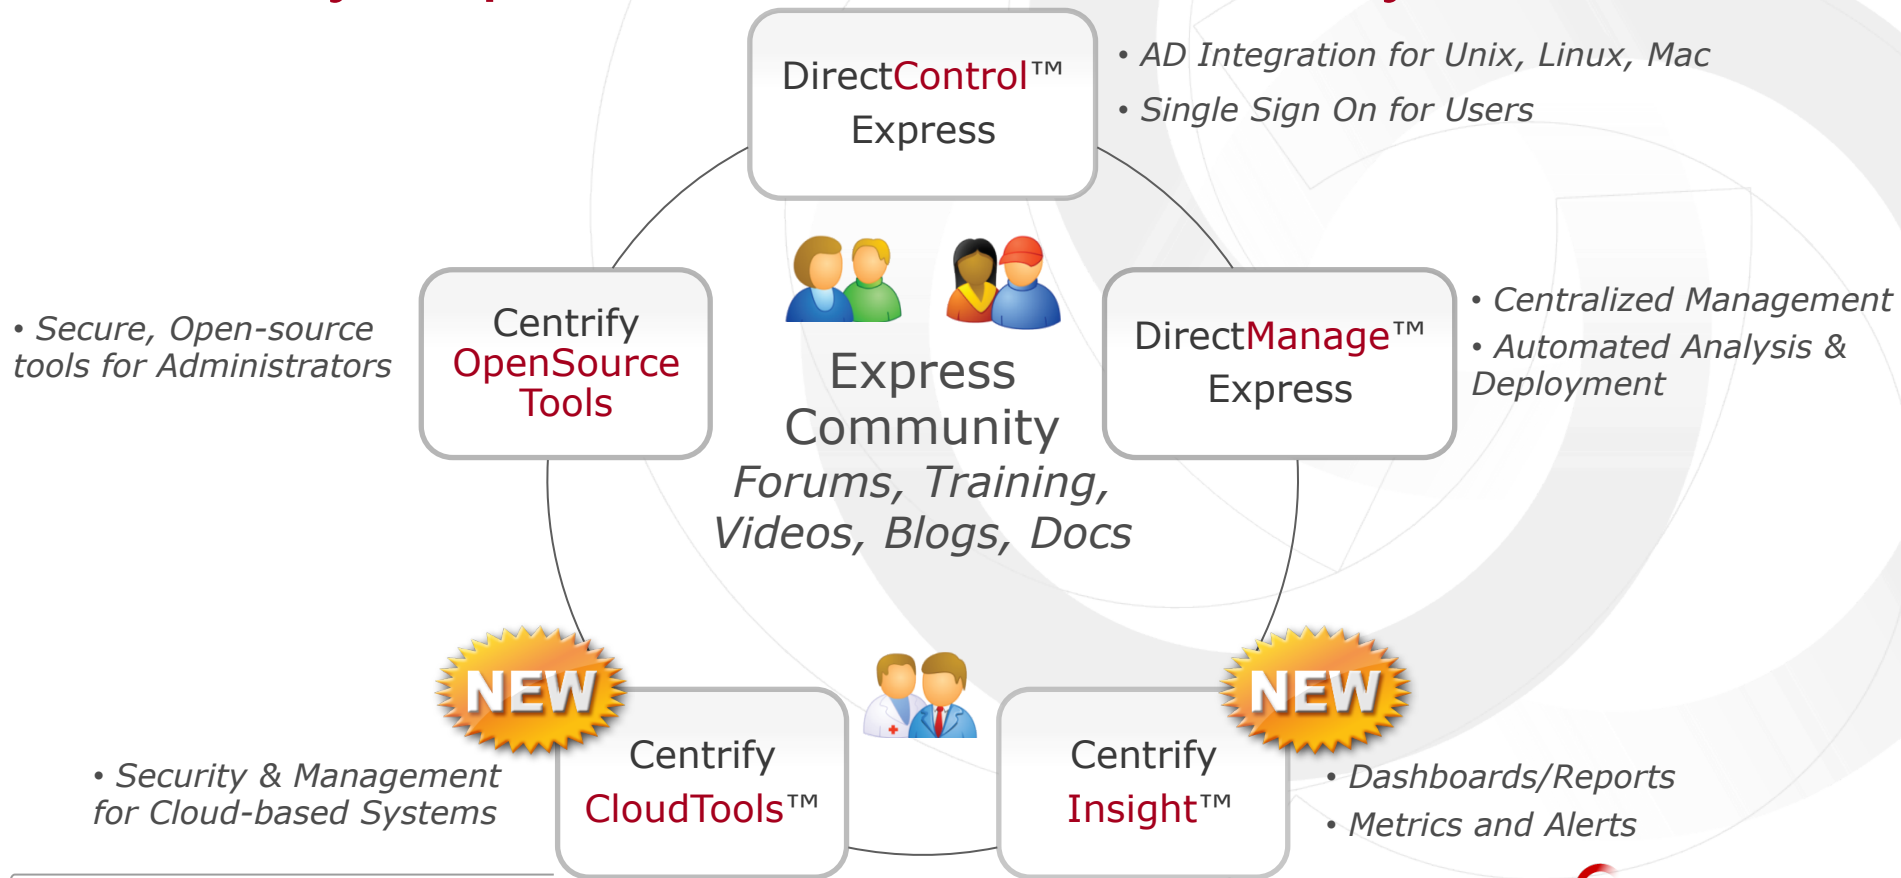 DirectControl™
Express
• AD Integration for Unix, Linux, Mac
• Single Sign On for Users
Centrify
OpenSource
Tools
• Secure, Open-source
tools for Administrators
DirectManage™
Express
• Centralized Management
• Automated Analysis &
Deployment
Express
Community
Forums, Training,
Videos, Blogs, Docs
NEW
Centrify
CloudTools™
• Security & Management
for Cloud-based Systems
NEW
Centrify
Insight™
• Dashboards/Reports
• Metrics and Alerts